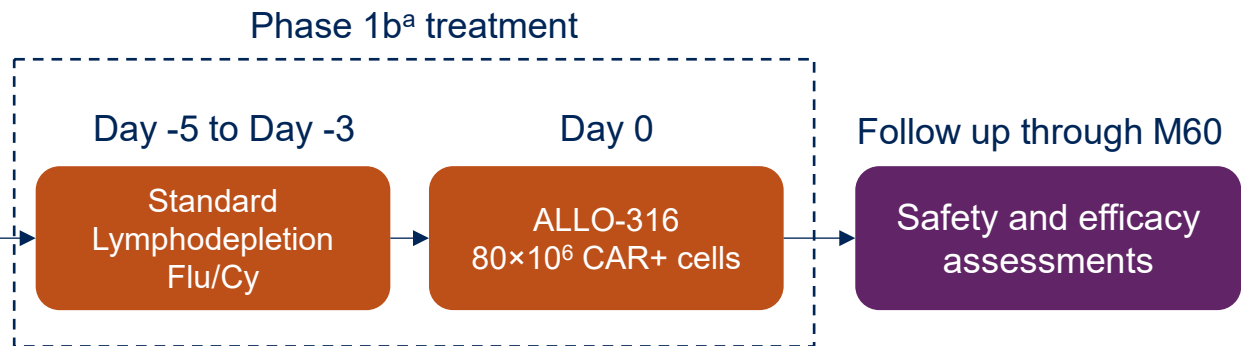 Phase 1bᵃ treatment
Day -5 to Day -3
Standard
Lymphodepletion
Flu/Cy
Day 0
ALLO-316
80×10⁶ CAR+ cells
Follow up through M60
Safety and efficacy
assessments